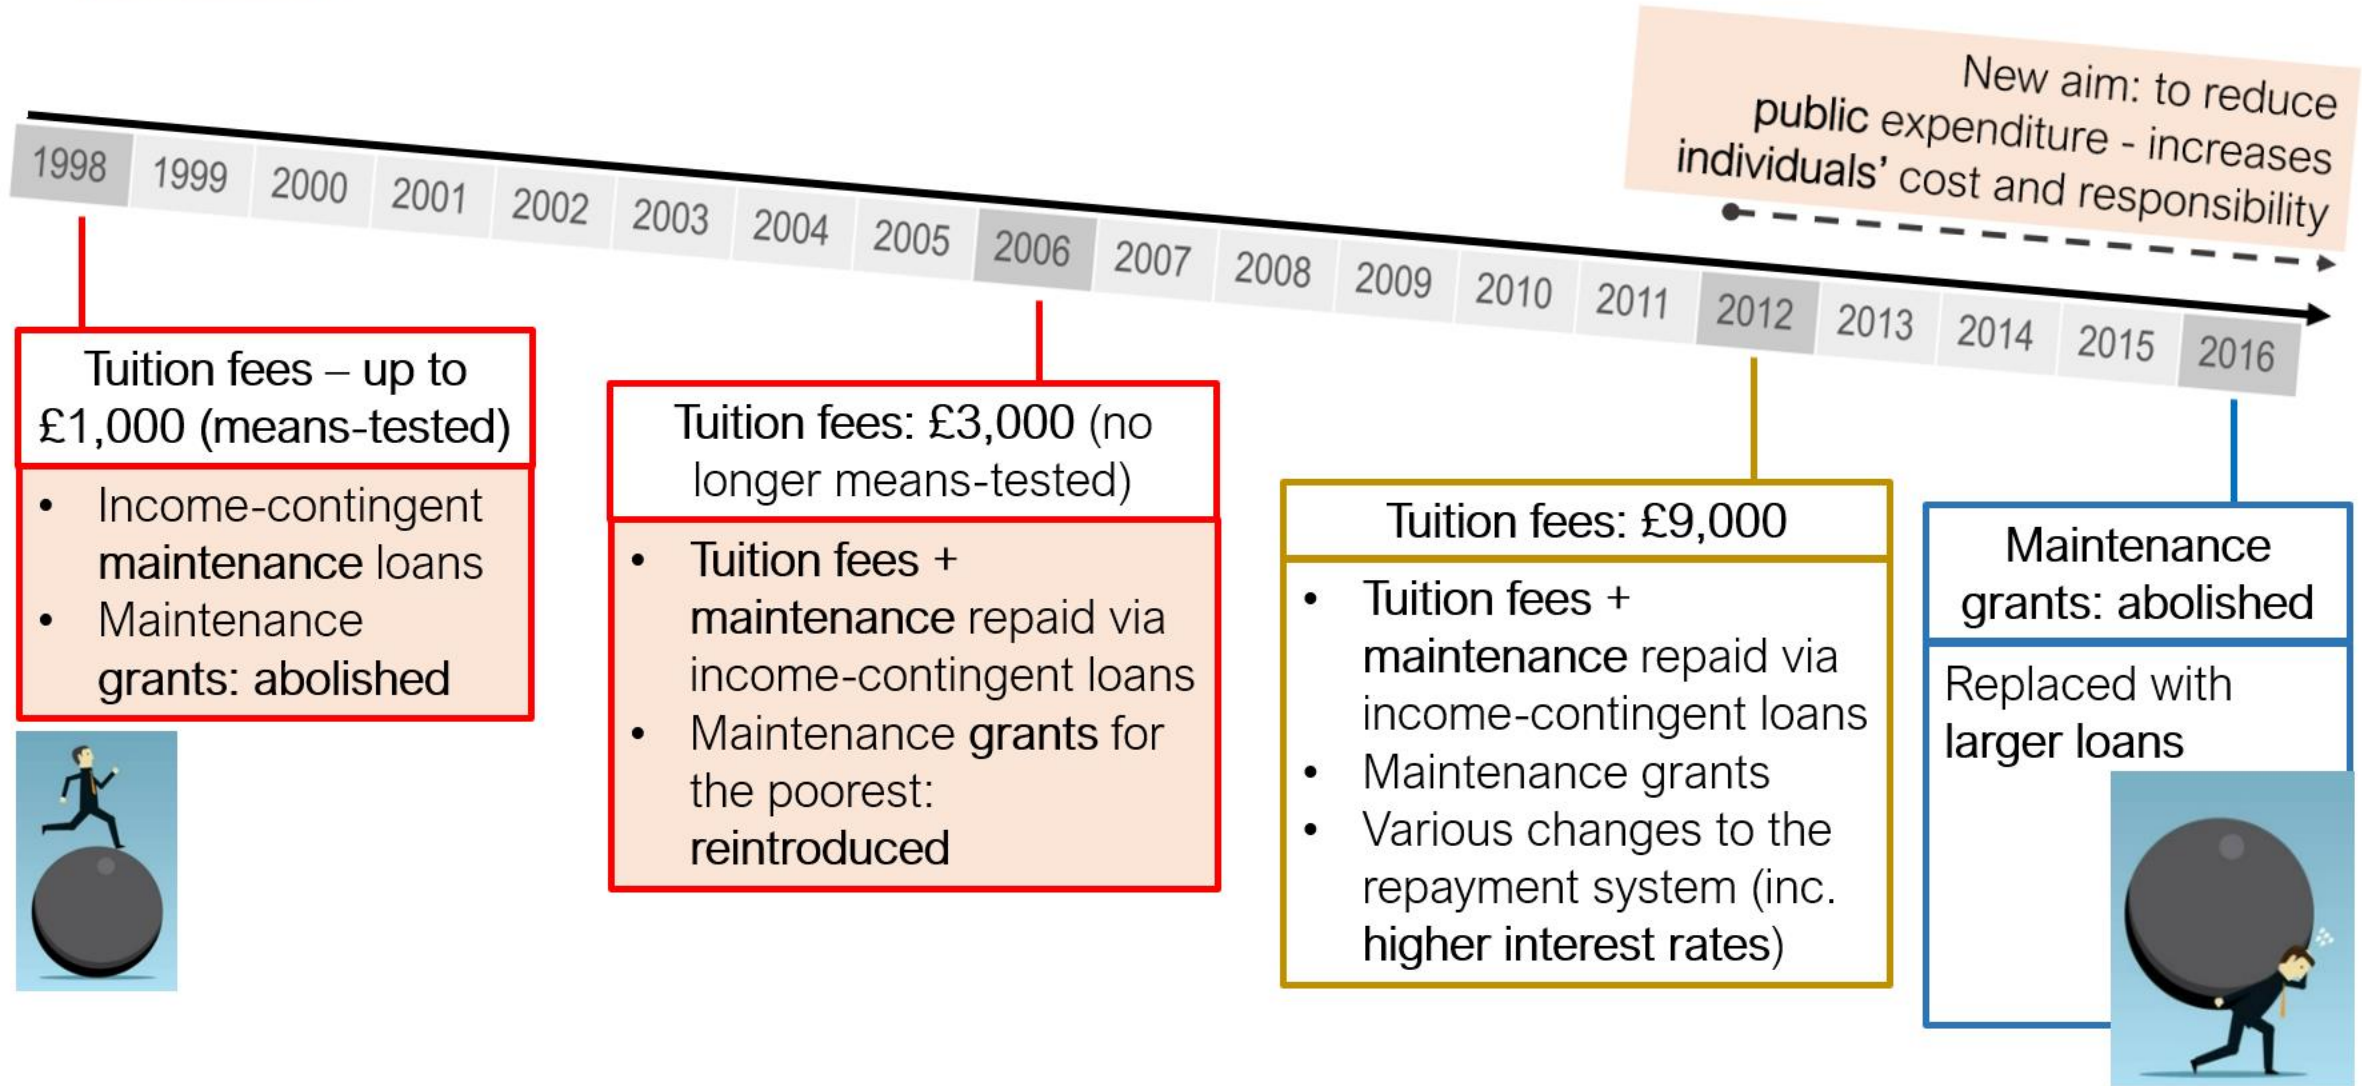 New aim: to reduce
public expenditure - increases
individuals’ cost and responsibility
1998 1999 2000 2001 2002 2003 2004 2005 2006 2007 2008 2009 2010 2011 2012 2013 2014 2015 2016
Tuition fees – up to
£1,000 (means-tested)
• Income-contingent
maintenance loans
• Maintenance
grants: abolished
Tuition fees: £3,000 (no
longer means-tested)
• Tuition fees +
maintenance repaid via
income-contingent loans
• Maintenance grants for
the poorest:
reintroduced
Tuition fees: £9,000
• Tuition fees +
maintenance repaid via
income-contingent loans
• Maintenance grants
• Various changes to the
repayment system (inc.
higher interest rates)
Maintenance
grants: abolished
Replaced with
larger loans